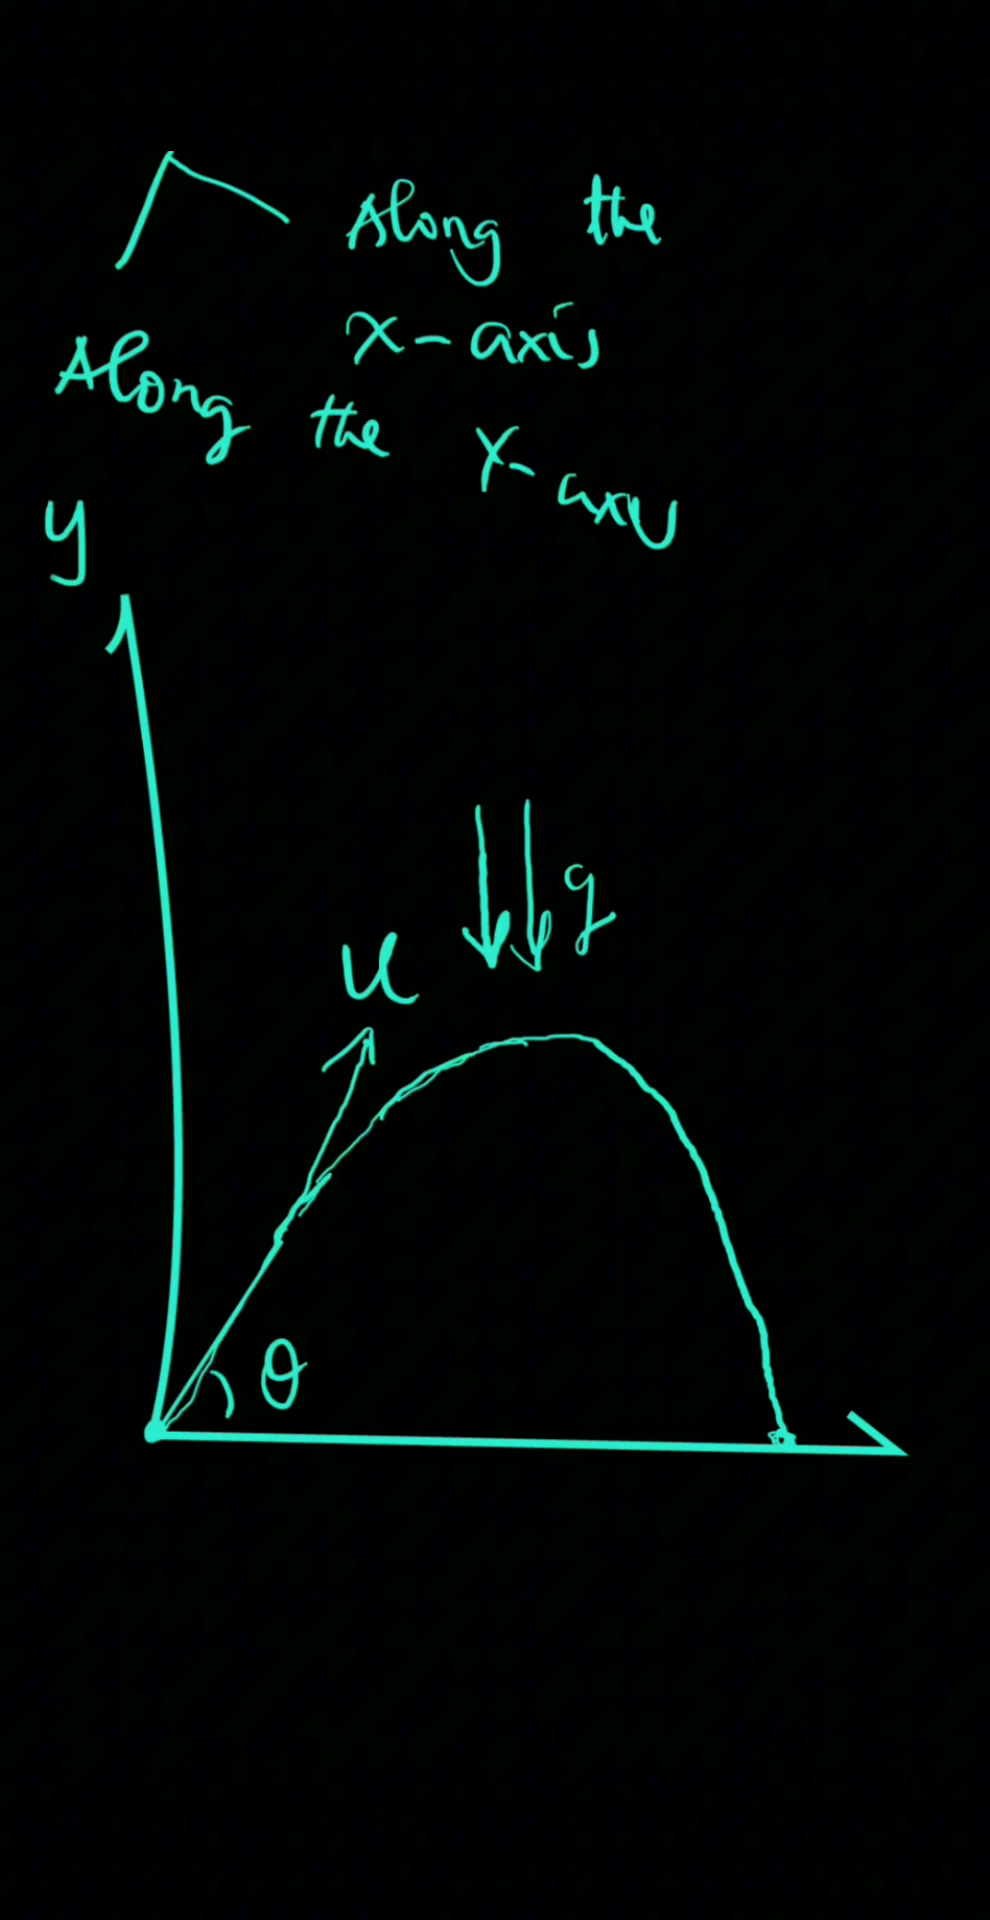 Along the
x-axis
Along the x-axis
y
g
u
θ